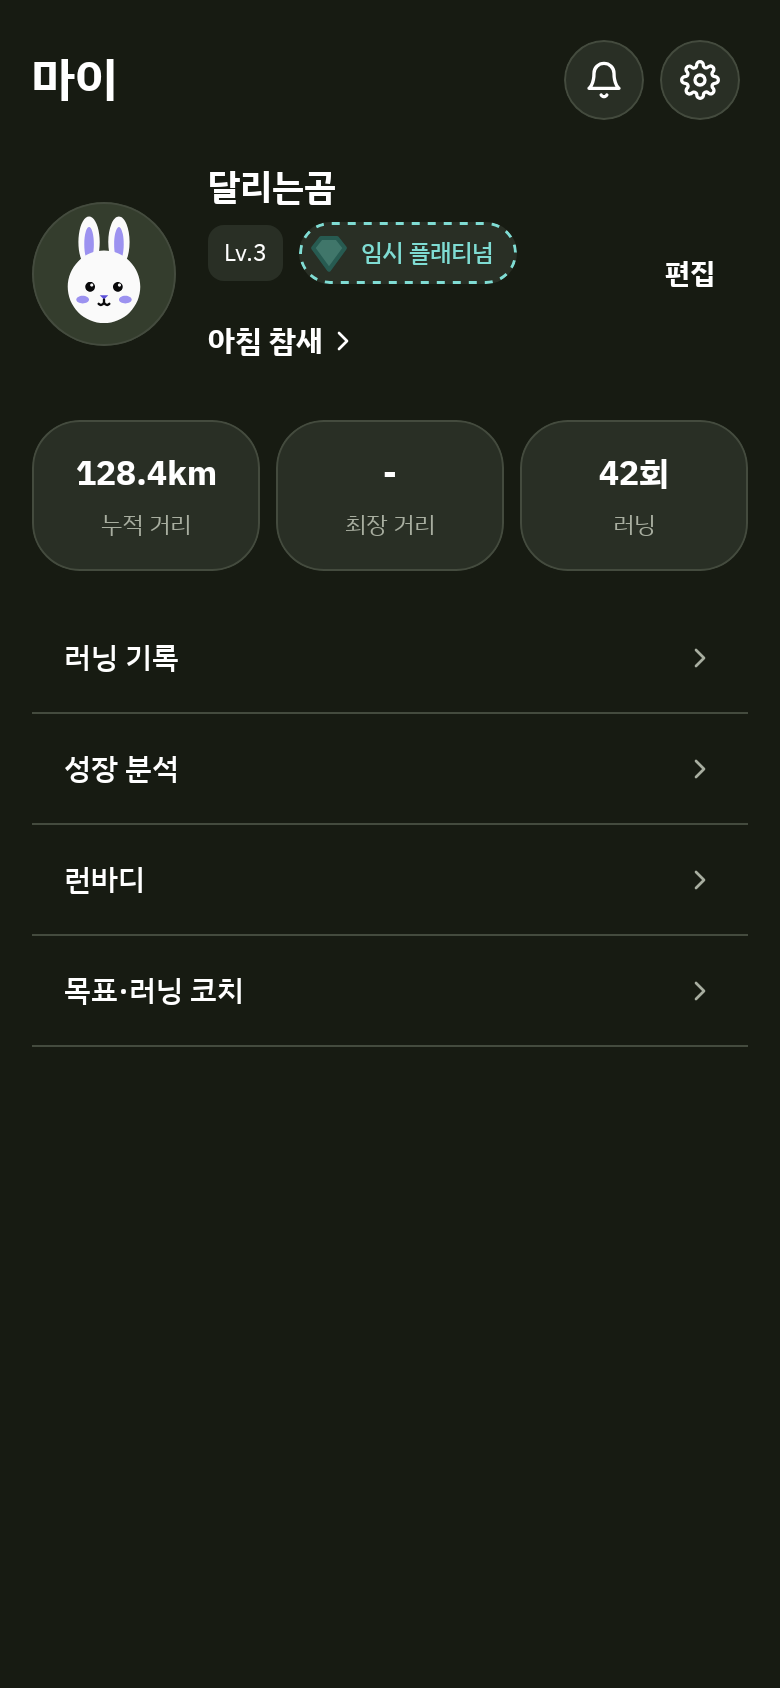 마이
달리는곰
Lv.3
임시 플래티넘
편집
아침 참새
128.4km
누적 거리
-
최장 거리
42회
러닝
러닝 기록
성장 분석
런바디
목표·러닝 코치